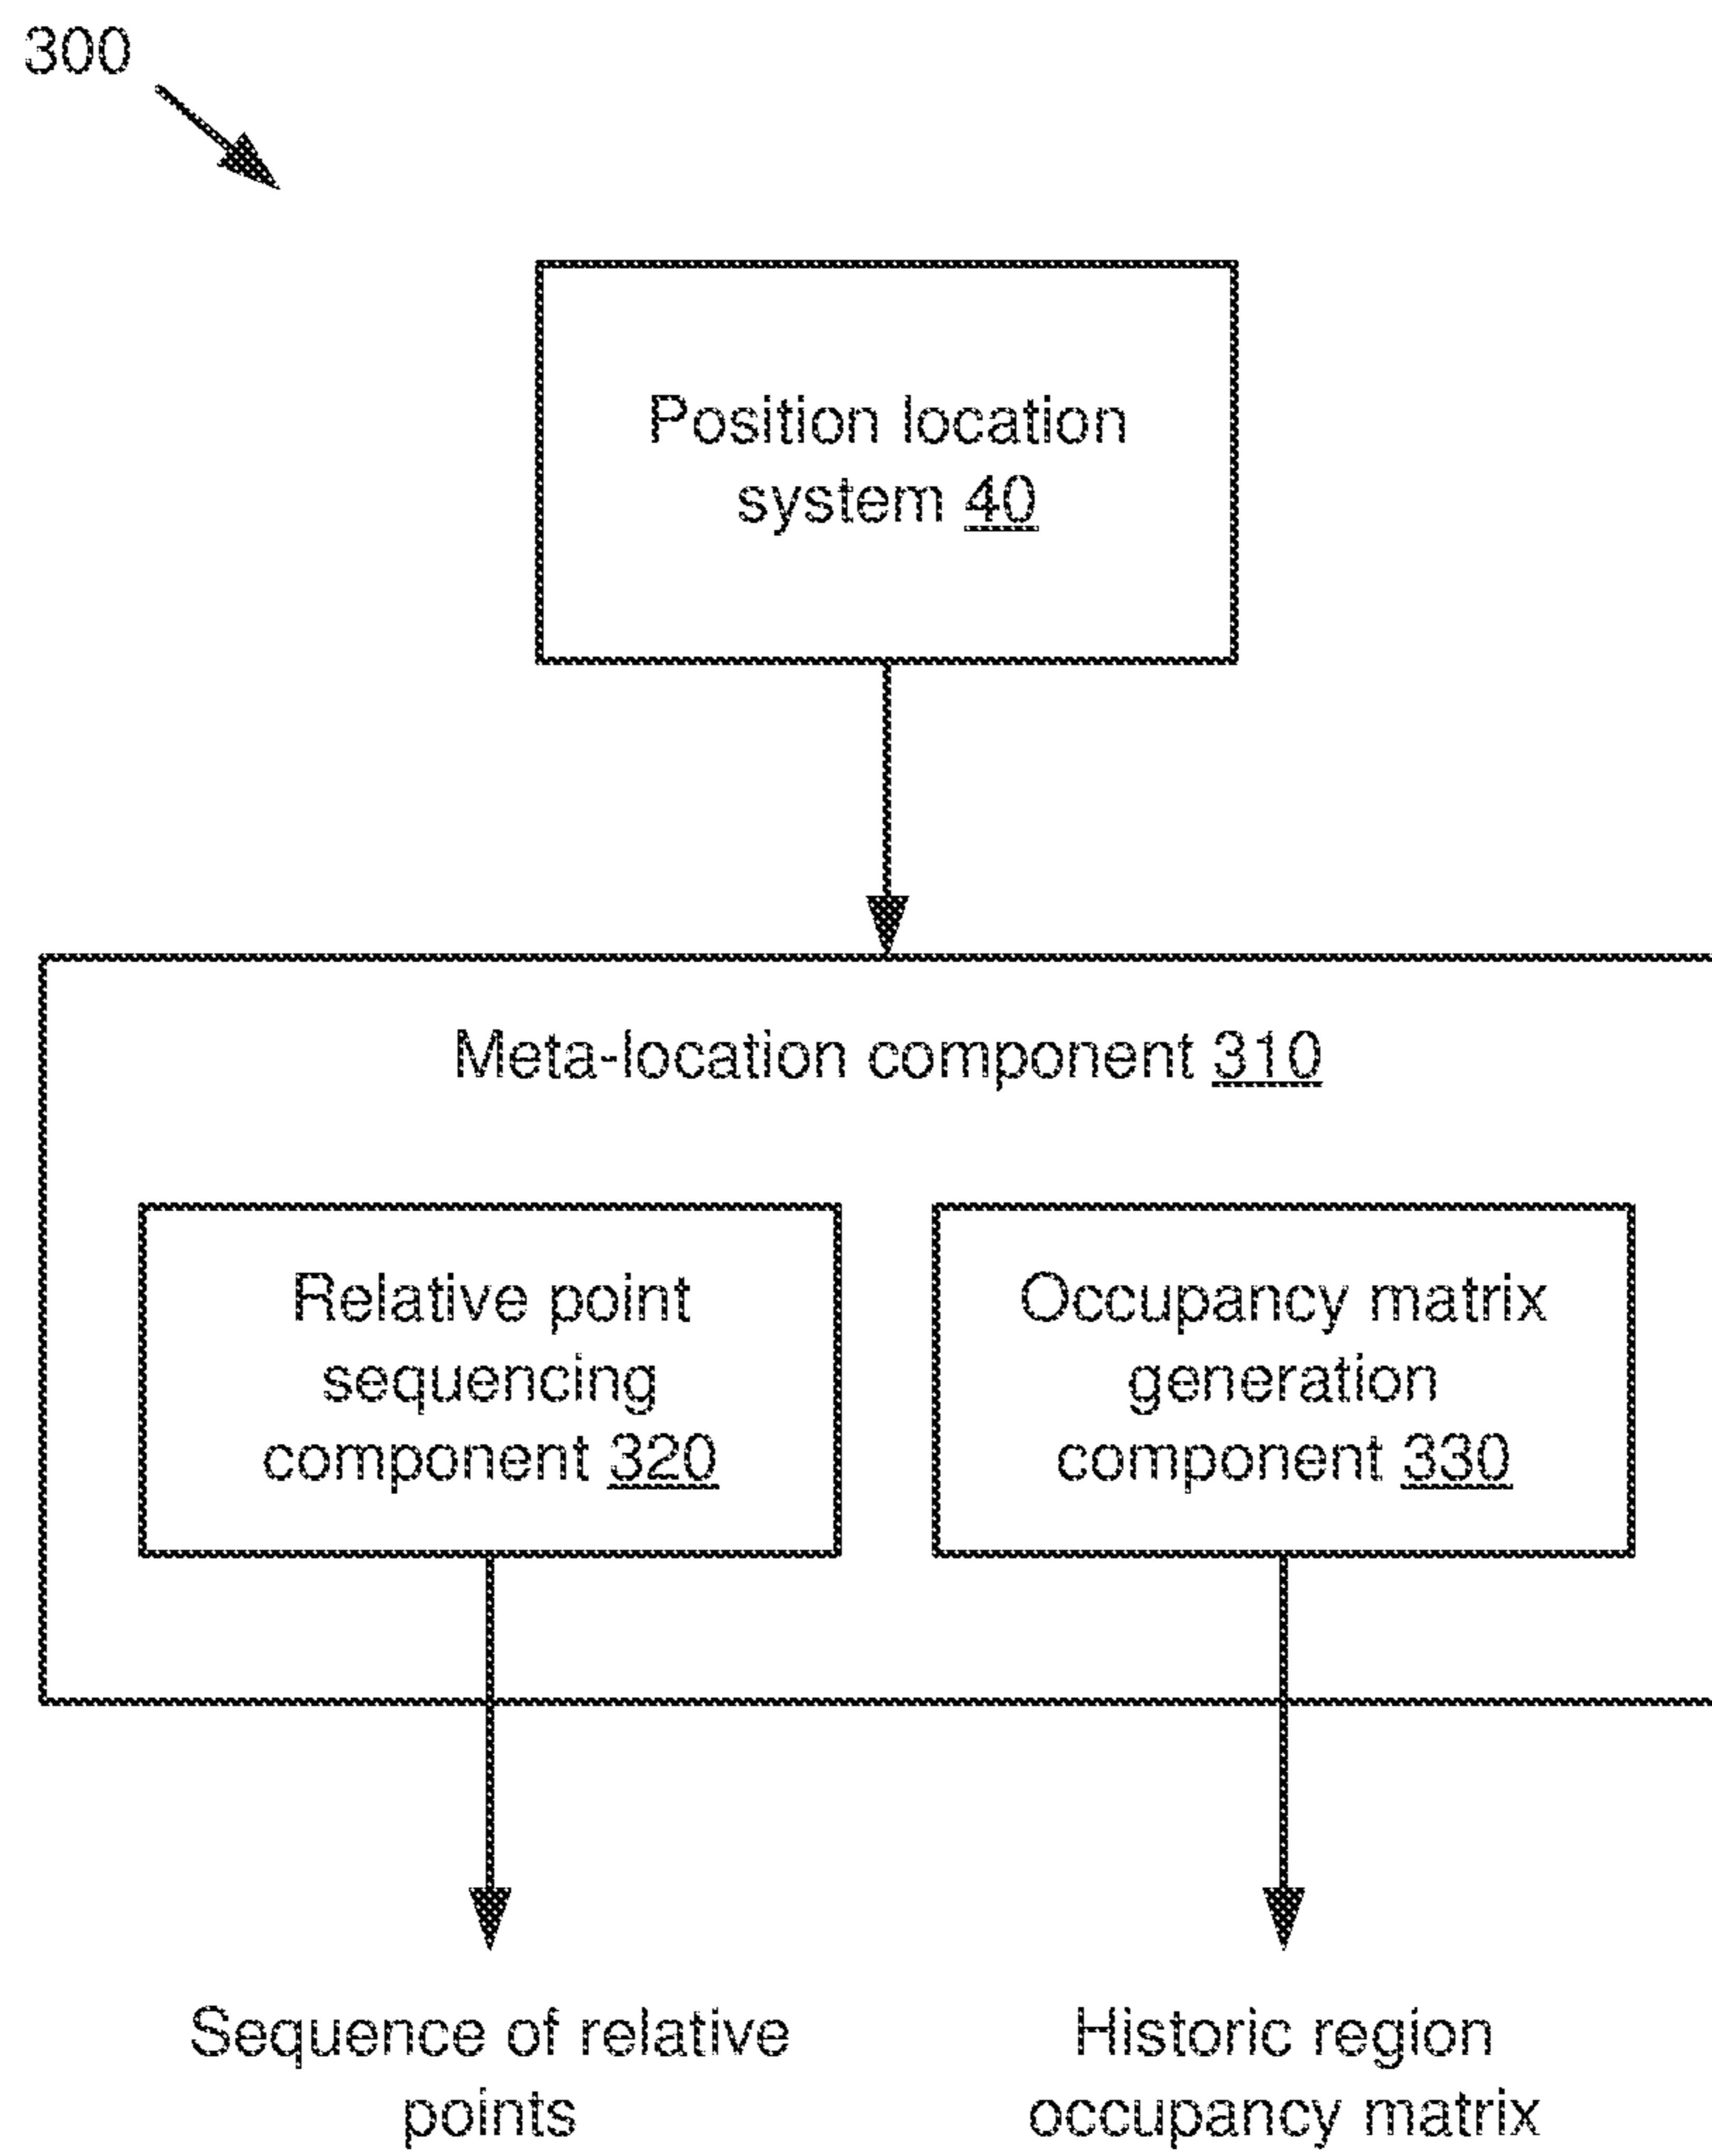 300
Position location
system 40
Meta-location component 310
Relative point
sequencing
component 320
Occupancy matrix
generation
component 330
Sequence of relative
points
Historic region
occupancy matrix